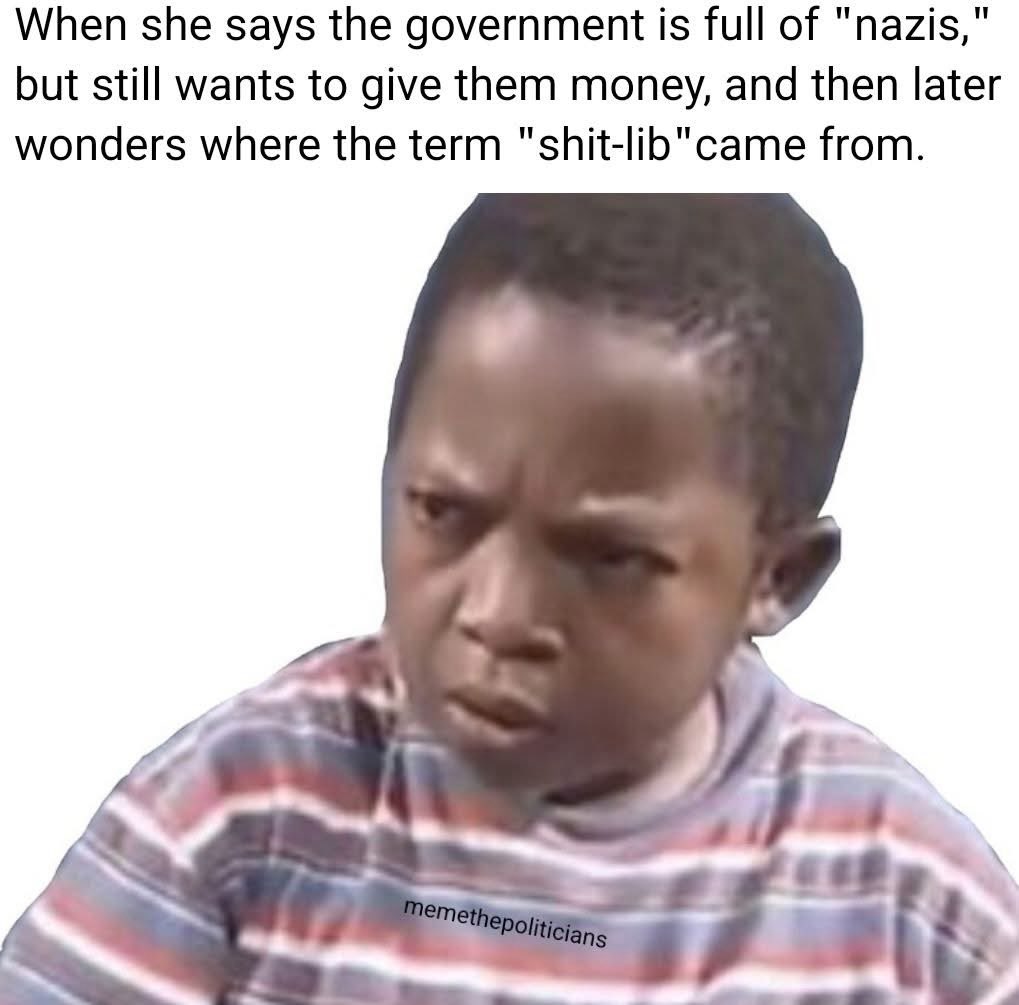 When she says the government is full of "nazis,"
but still wants to give them money, and then later
wonders where the term "shit-lib"came from.
memethepoliticians